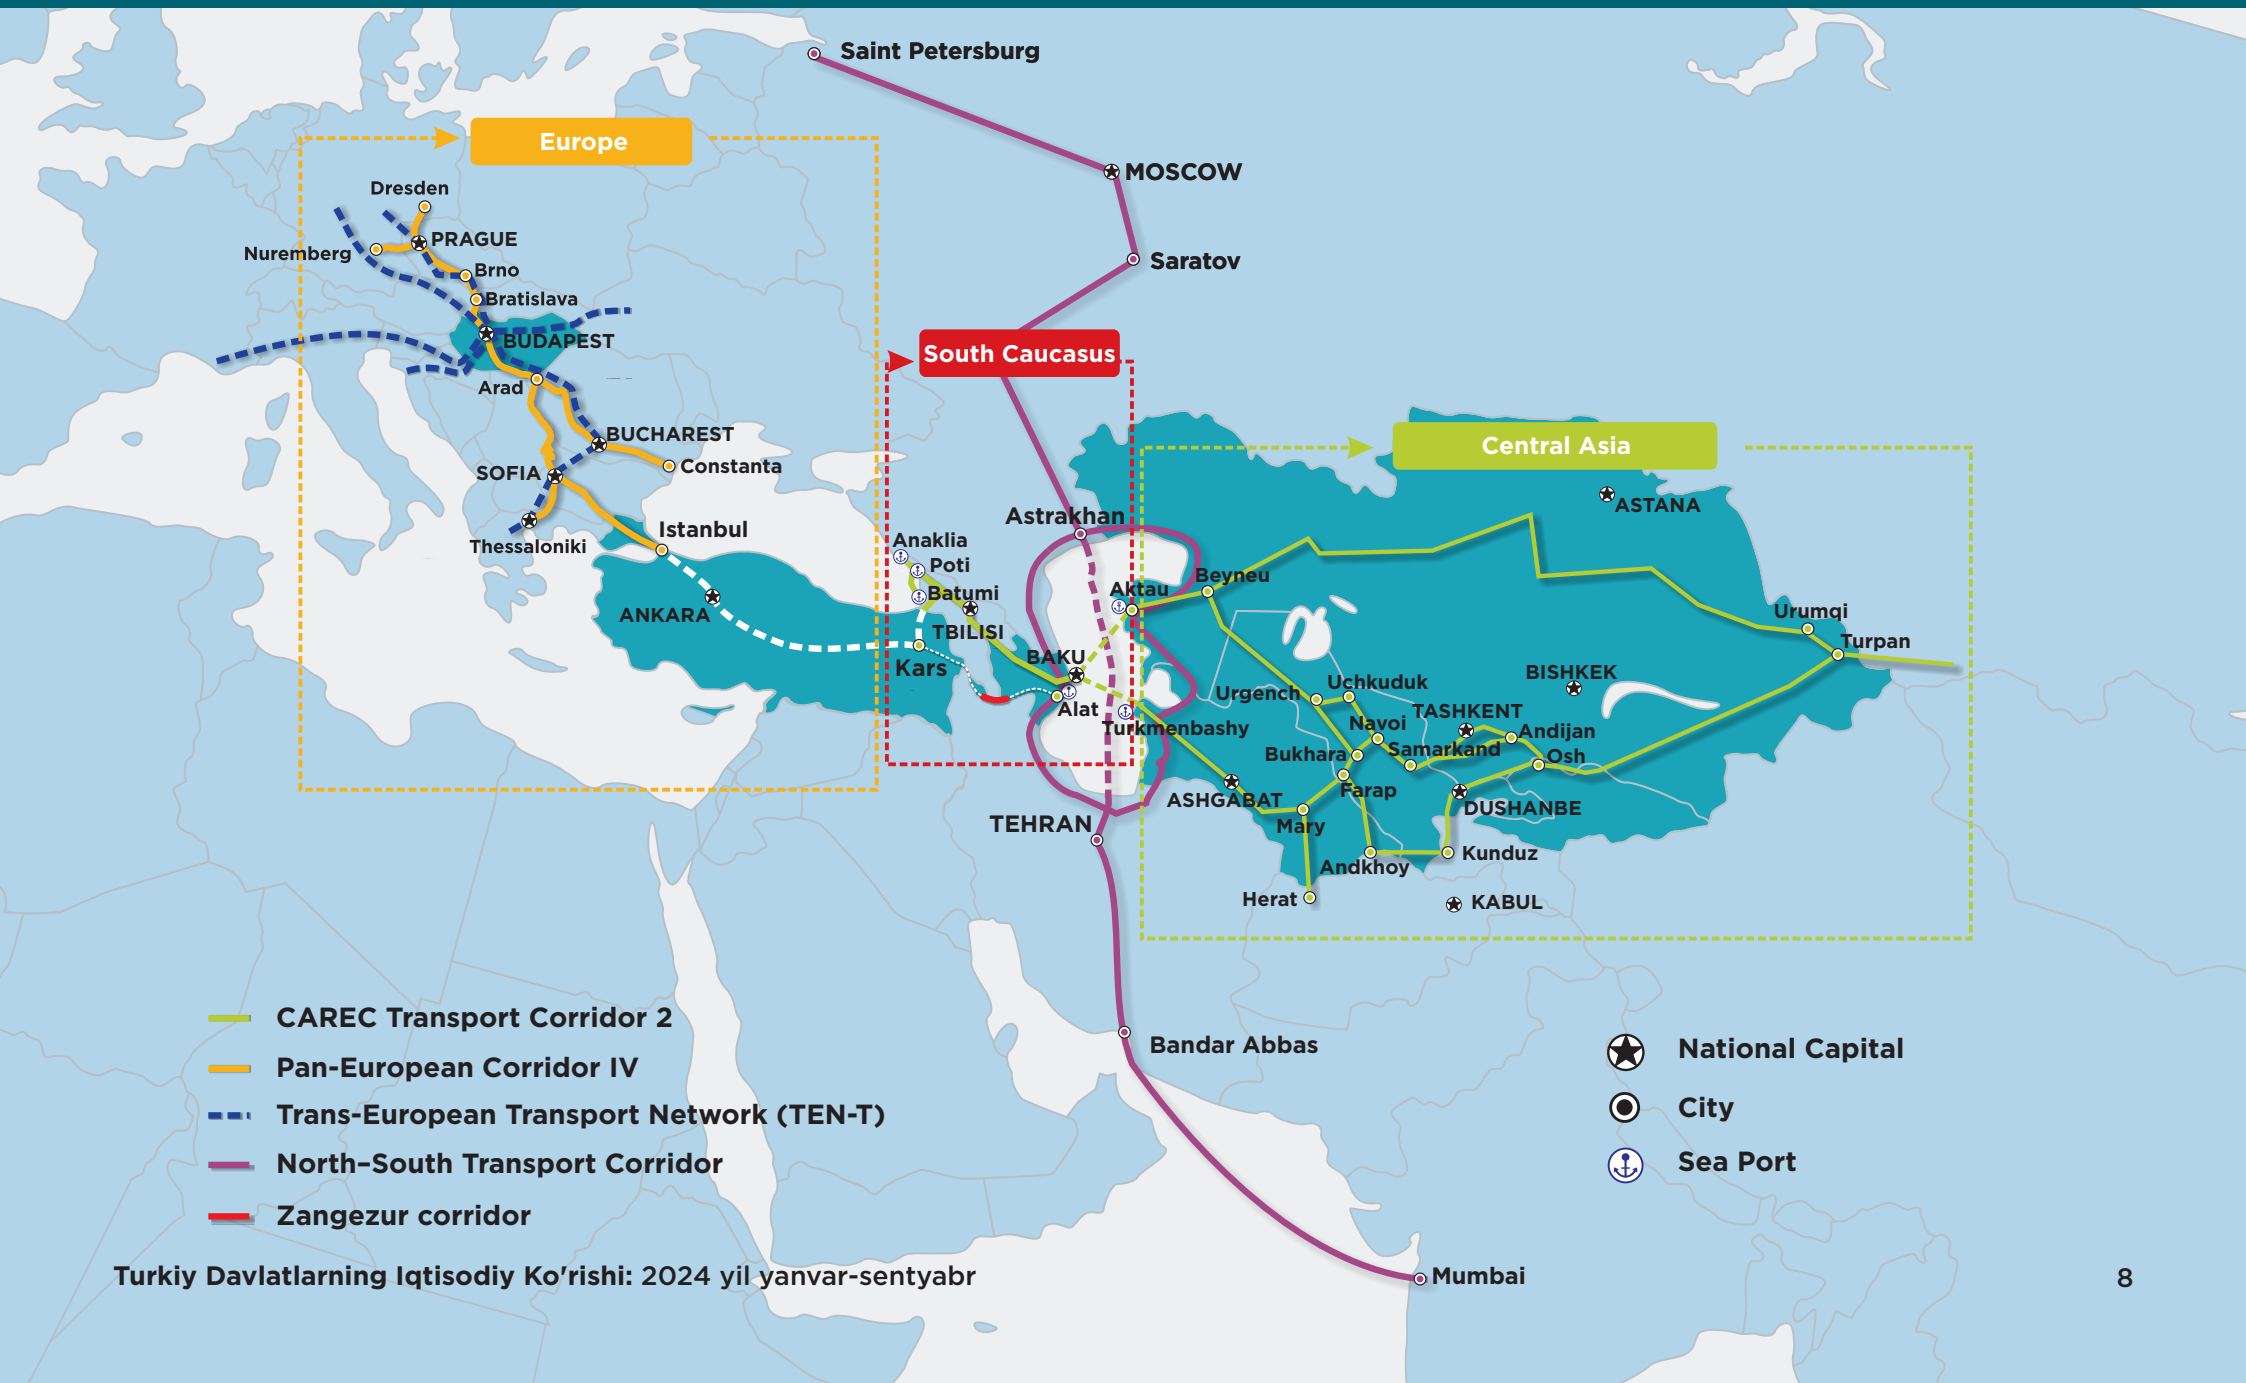 Saint Petersburg
Europe
MOSCOW
Dresden
PRAGUE
Nuremberg
Saratov
Brno
Bratislava
BUDAPEST
South Caucasus
Arad
BUCHAREST
Central Asia
Constanta
SOFIA
ASTANA
Astrakhan
Istanbul
Thessaloniki
Anaklia
Poti
Beyneu
Aktau
Batumi
ANKARA
Urumqi
TBILISI
Turpan
BAKU
Kars
BISHKEK
Uchkuduk
Urgench
Alat
TASHKENT
Navoi
Turkmenbashy
Andijan
Samarkand
Bukhara
Osh
Farap
ASHGABAT
DUSHANBE
TEHRAN
Mary
Kunduz
Andkhoy
Herat
KABUL
CAREC Transport Corridor 2
Pan-European Corridor IV
Trans-European Transport Network (TEN-T)
North–South Transport Corridor
Zangezur corridor
Bandar Abbas
National Capital
City
Sea Port
Mumbai
Turkiy Davlatlarning Iqtisodiy Ko'rishi: 2024 yil yanvar-sentyabr
8